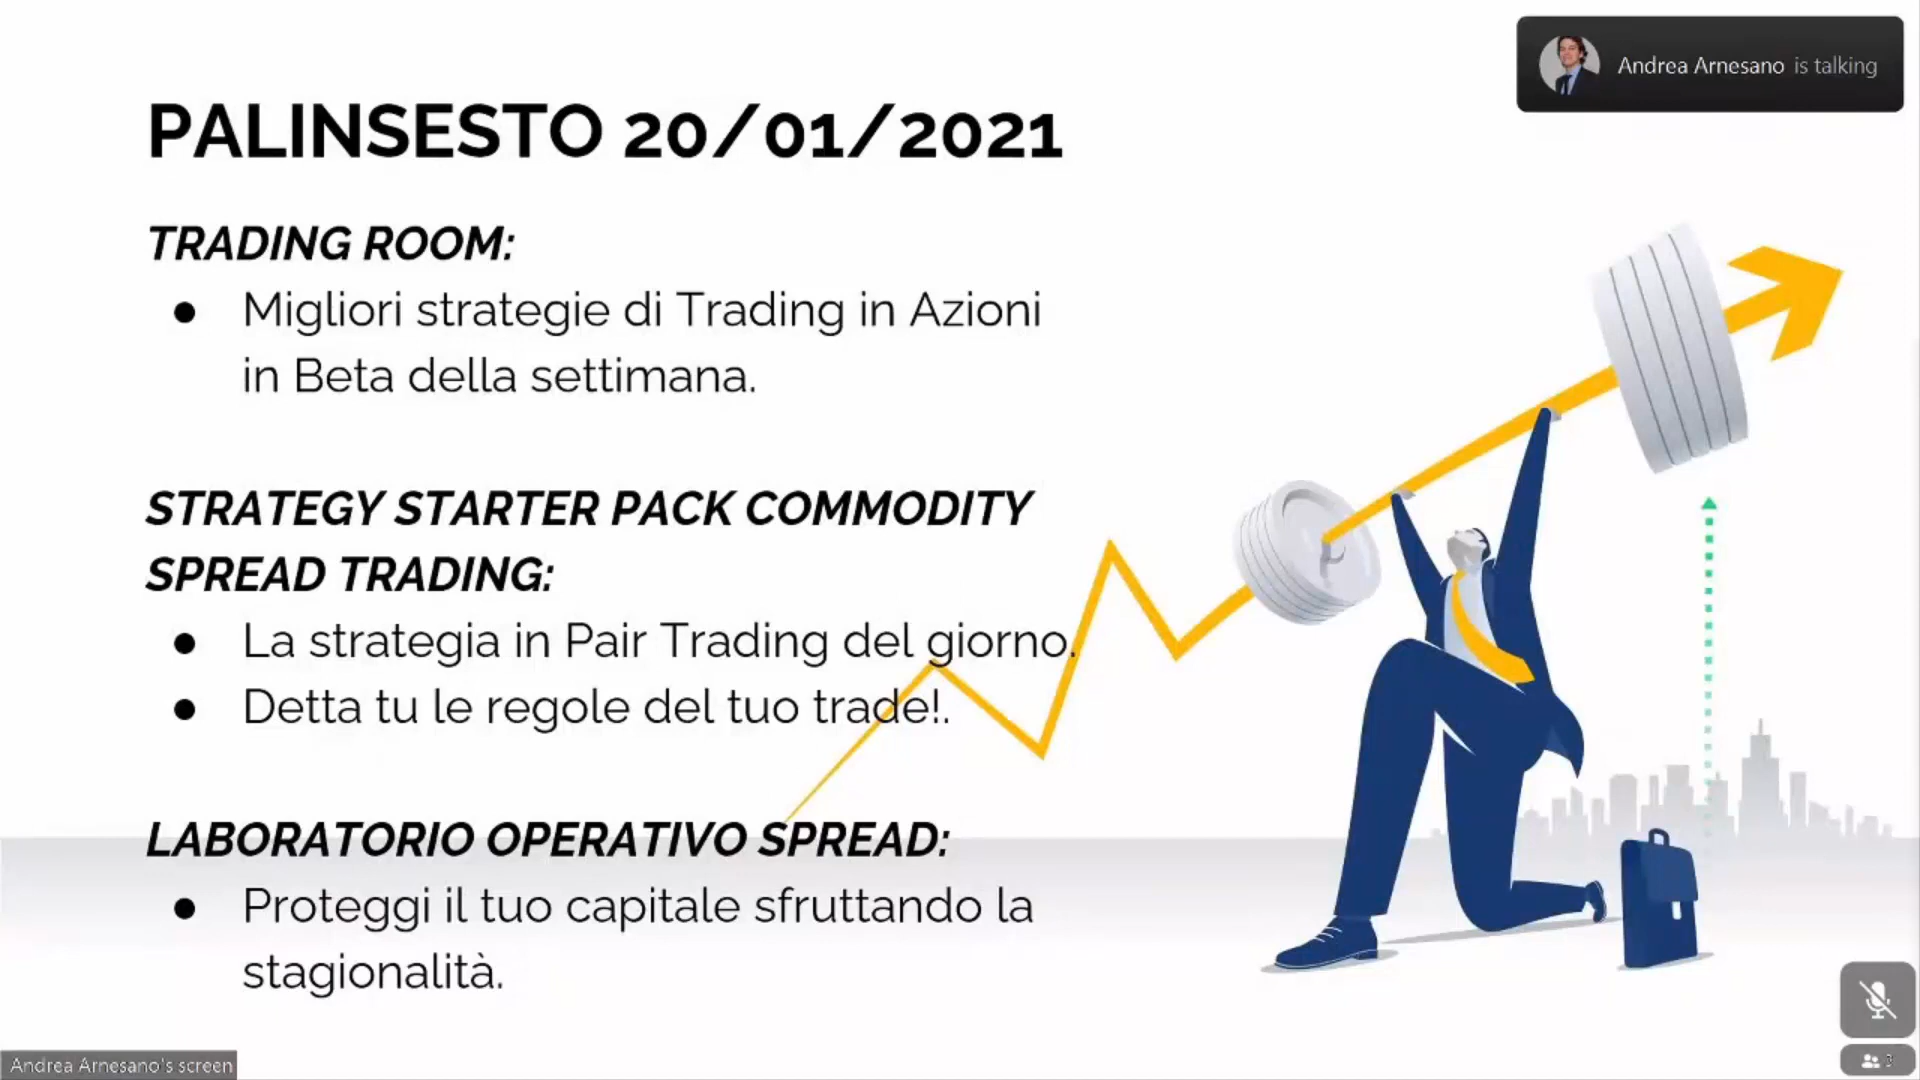 Andrea Arnesano is talking
PALINSESTO 20/01/2021
TRADING ROOM:
● Migliori strategie di Trading in Azioni
in Beta della settimana.
STRATEGY STARTER PACK COMMODITY
SPREAD TRADING:
● La strategia in Pair Trading del giorno.
● Detta tu le regole del tuo trade!.
LABORATORIO OPERATIVO SPREAD:
● Proteggi il tuo capitale sfruttando la
stagionalità.
Andrea Arnesano's screen